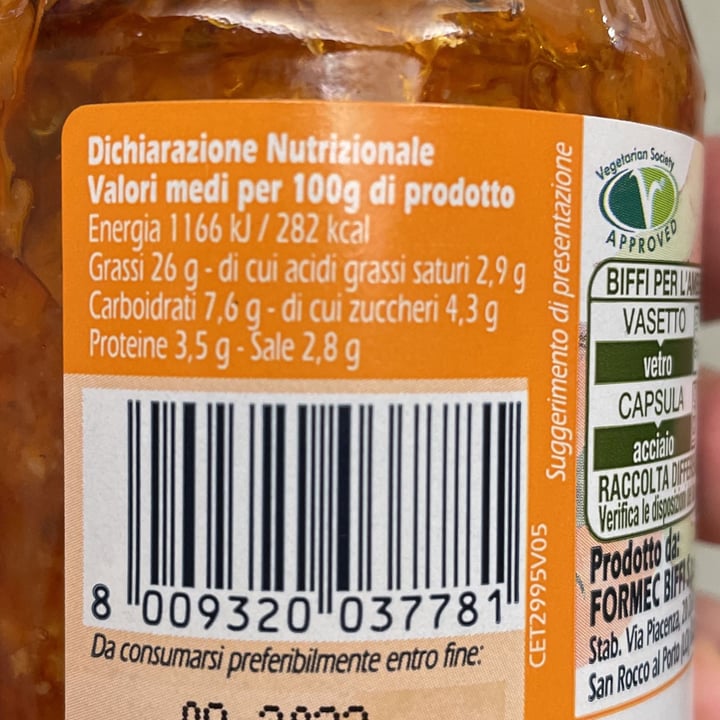 Dichiarazione Nutrizionale
Valori medi per 100g di prodotto
Energia 1166 kJ / 282 kcal
Grassi 26 g - di cui acidi grassi saturi 2,9 g
Carboidrati 7,6 g - di cui zuccheri 4,3 g
Proteine 3,5 g - Sale 2,8 g
8 009320 037781
Da consumarsi preferibilmente entro fine:
Suggerimento di presentazione
CET2995V05
Vegetarian Society
APPROVED
BIFFI PER
VASETTO
vetro
CAPSULA
acciaio
RACCOLTA
Verifica le
Prodotto da:
FORMEC BIFFI
Stab. Via Piacenza,
San Rocco al Porto